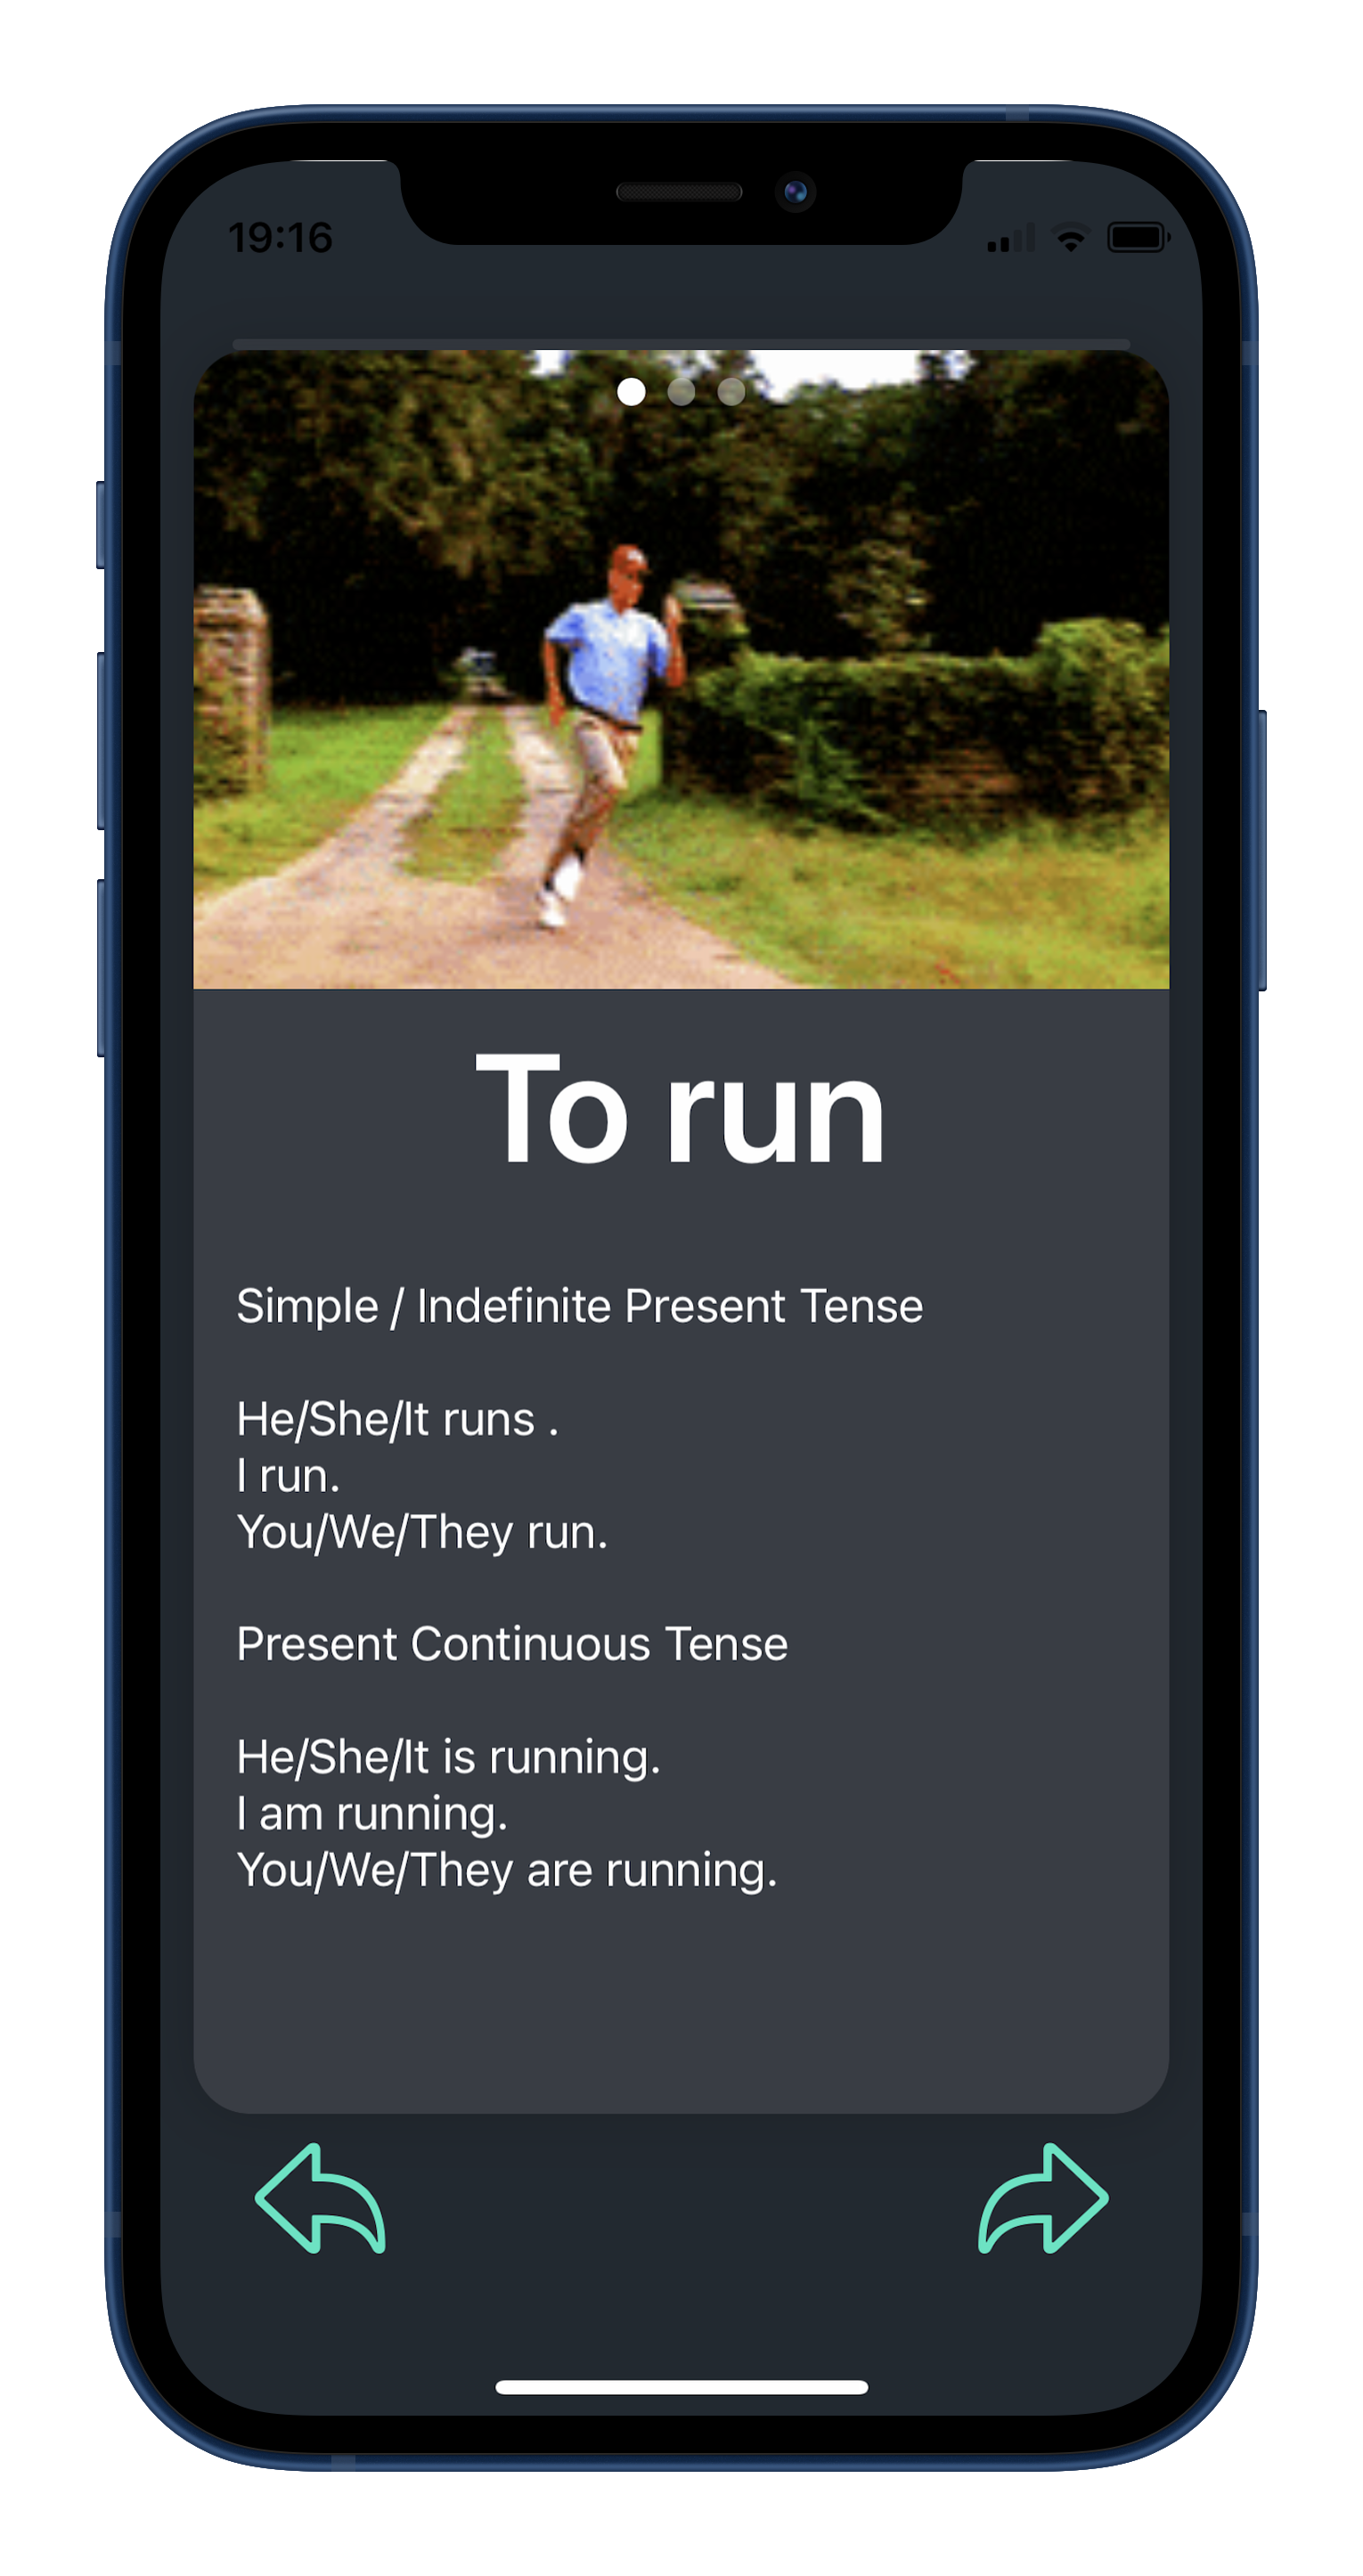 19:16
To run
Simple / Indefinite Present Tense
He/She/It runs .
I run.
You/We/They run.
Present Continuous Tense
He/She/It is running.
I am running.
You/We/They are running.